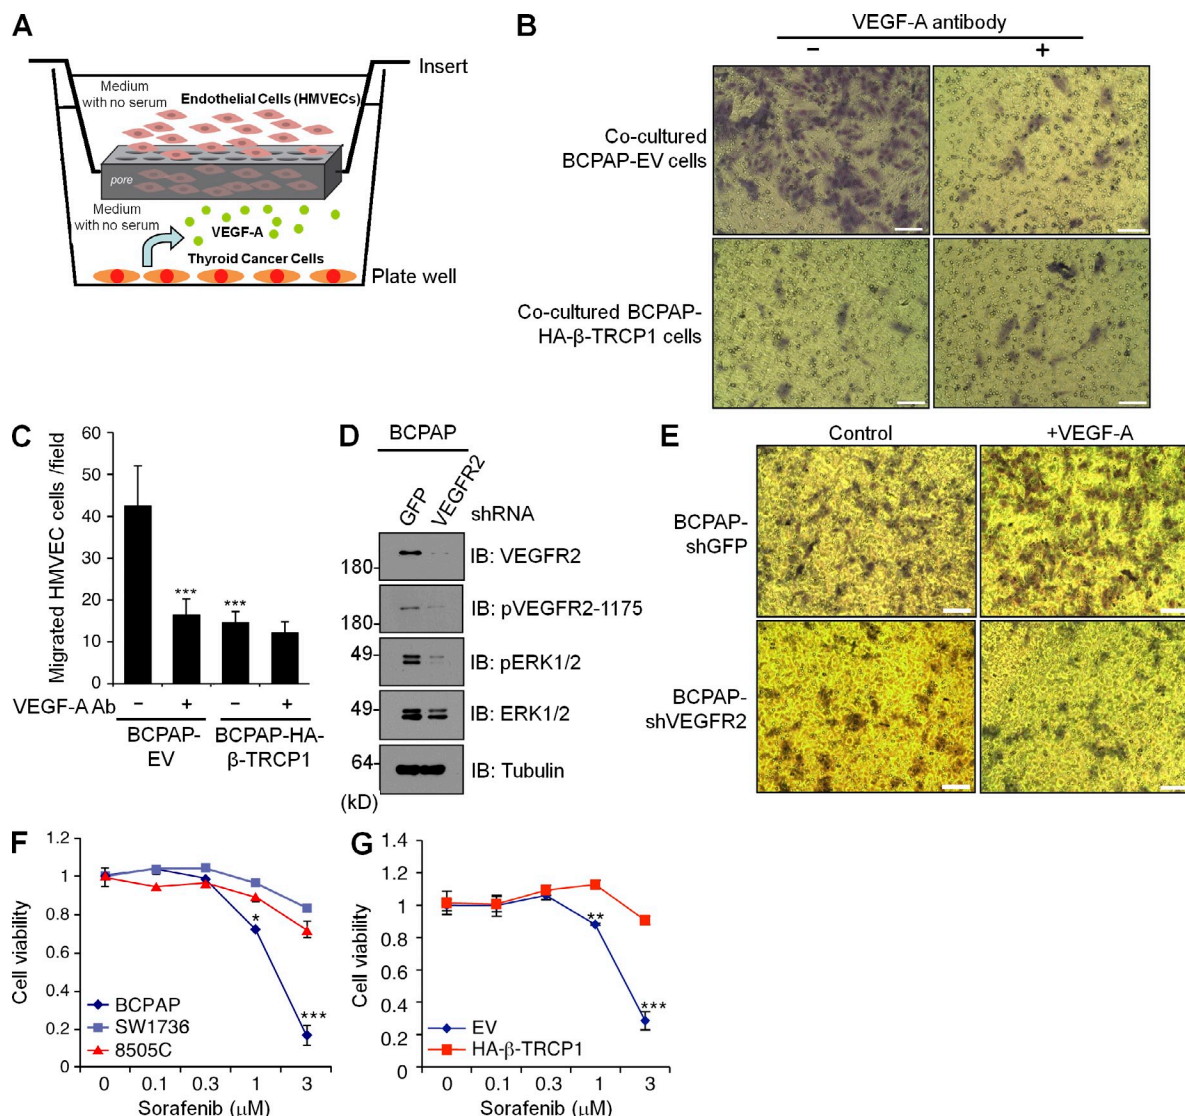 A
Insert
Medium
with no serum
Endothelial Cells (HMVECs)
pore
Medium
with no serum
VEGF-A
Thyroid Cancer Cells
Plate well
B
VEGF-A antibody
– +
Co-cultured
BCPAP-EV cells
Co-cultured BCPAP-
HA-β-TRCP1 cells
C
Migrated HMVEC cells /field
60
50
40
30
20
10
0
*** ***
VEGF-A Ab – + – +
BCPAP-
EV
BCPAP-HA-
β-TRCP1
D
BCPAP
GFP
VEGFR2
shRNA
180 IB: VEGFR2
180 IB: pVEGFR2-1175
49 IB: pERK1/2
49 IB: ERK1/2
64 IB: Tubulin
(kD)
E
Control +VEGF-A
BCPAP-
shGFP
BCPAP-
shVEGFR2
F
Cell viability
1.2
1
0.8
0.6
0.4
0.2
0
*
***
BCPAP
SW1736
8505C
0 0.1 0.3 1 3
Sorafenib (μM)
G
Cell viability
1.4
1.2
1
0.8
0.6
0.4
0.2
0
**
***
EV
HA-β-TRCP1
0 0.1 0.3 1 3
Sorafenib (μM)